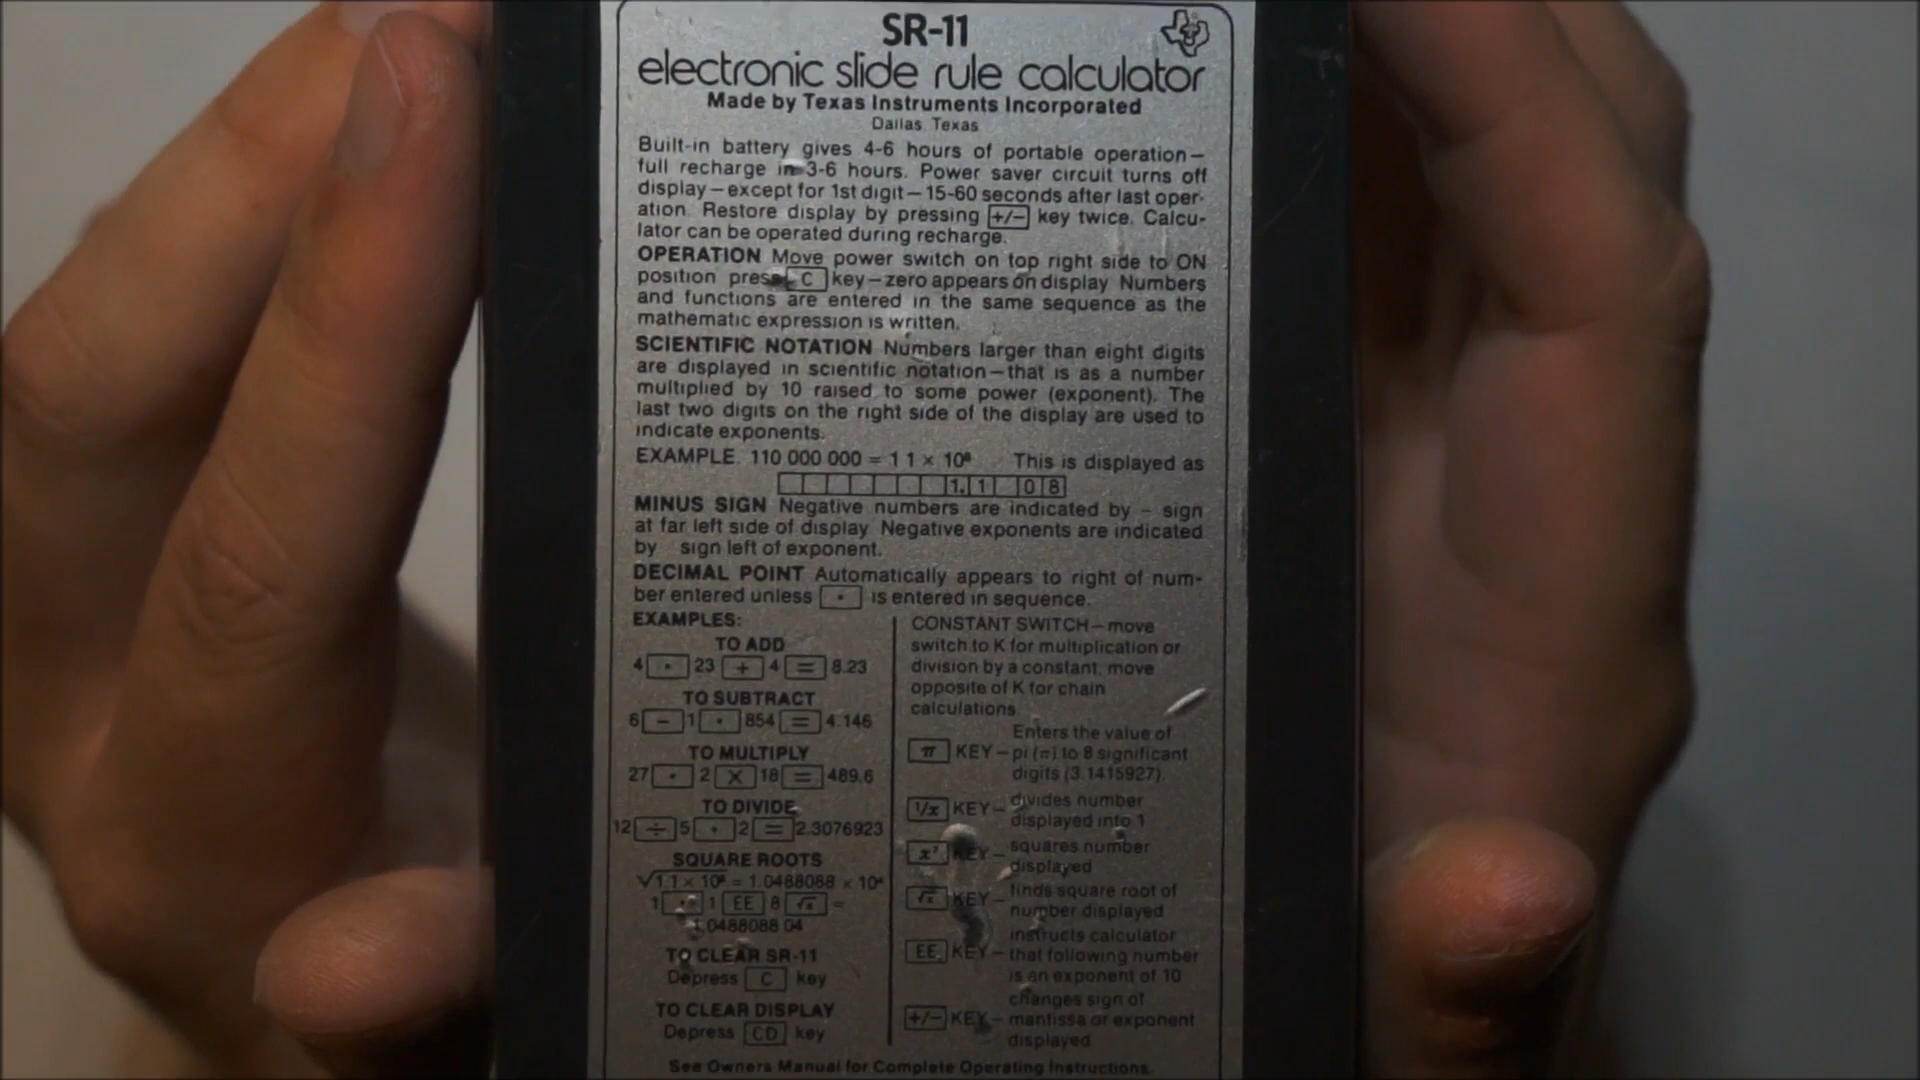 SR-11
electronic slide rule calculator
Made by Texas Instruments Incorporated
Dallas, Texas
Built-in battery gives 4-6 hours of portable operation—
full recharge in 3-6 hours. Power saver circuit turns off
display—except for 1st digit—15-60 seconds after last oper-
ation. Restore display by pressing +/− key twice. Calcu-
lator can be operated during recharge.
OPERATION Move power switch on top right side to ON
position press C key—zero appears on display Numbers
and functions are entered in the same sequence as the
mathematic expression is written.
SCIENTIFIC NOTATION Numbers larger than eight digits
are displayed in scientific notation—that is as a number
multiplied by 10 raised to some power (exponent). The
last two digits on the right side of the display are used to
indicate exponents.
EXAMPLE. 110 000 000 = 1 1 × 10⁸ This is displayed as
1. 1 0 8
MINUS SIGN Negative numbers are indicated by − sign
at far left side of display Negative exponents are indicated
by sign left of exponent.
DECIMAL POINT Automatically appears to right of num-
ber entered unless · is entered in sequence.
EXAMPLES:
TO ADD
4 · 23 + 4 = 8.23
TO SUBTRACT
6 − 1 · 854 = 4.146
TO MULTIPLY
27 · 2 X 18 = 489.6
TO DIVIDE
12 ÷ 5 · 2 = 2.3076923
SQUARE ROOTS
√1 1 × 10⁸ = 1.0488088 × 10⁴
1 · 1 EE 8 √x =
1.0488088 04
TO CLEAR SR-11
Depress C key
TO CLEAR DISPLAY
Depress CD key
CONSTANT SWITCH—move
switch to K for multiplication or
division by a constant, move
opposite of K for chain
calculations
π KEY— Enters the value of
pi (π) to 8 significant
digits (3.1415927).
1/x KEY— divides number
displayed into 1
x² KEY— squares number
displayed
√x KEY— finds square root of
number displayed
EE KEY— instructs calculator
that following number
is an exponent of 10
+/− KEY— changes sign of
mantissa or exponent
displayed
See Owners Manual for Complete Operating Instructions.